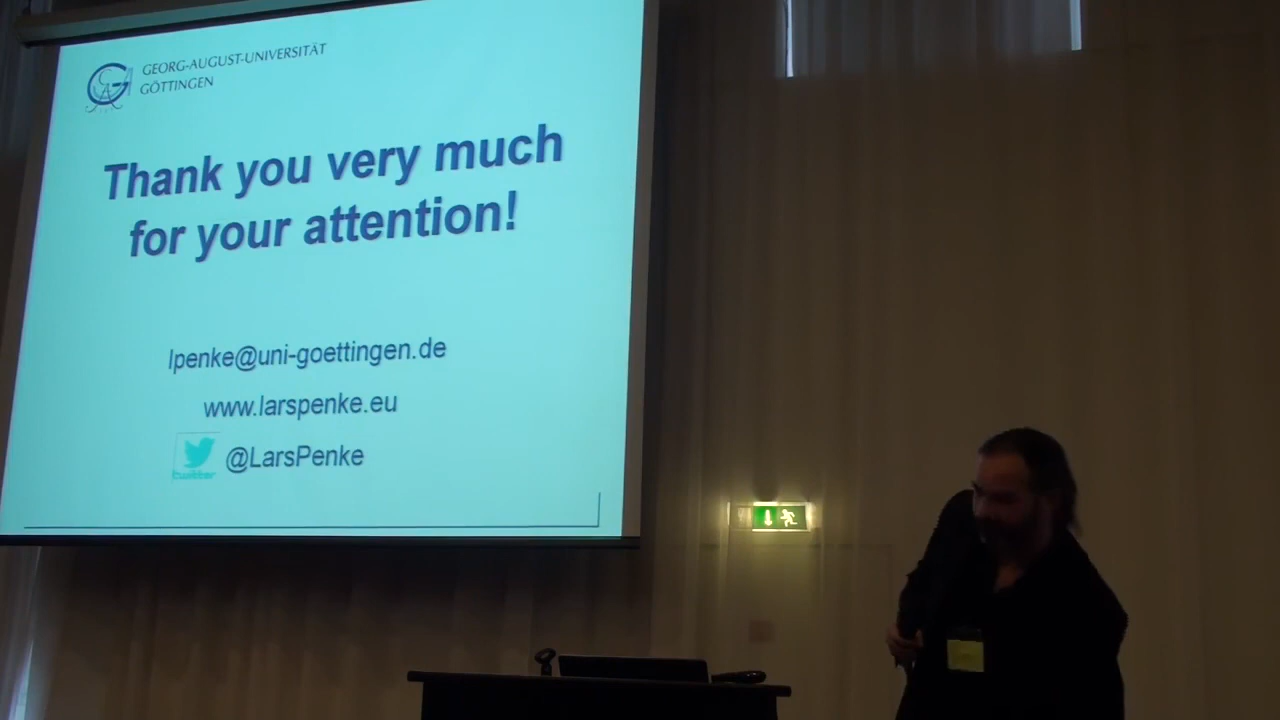 GEORG-AUGUST-UNIVERSITÄT
GÖTTINGEN
Thank you very much
for your attention!
lpenke@uni-goettingen.de
www.larspenke.eu
twitter
@LarsPenke